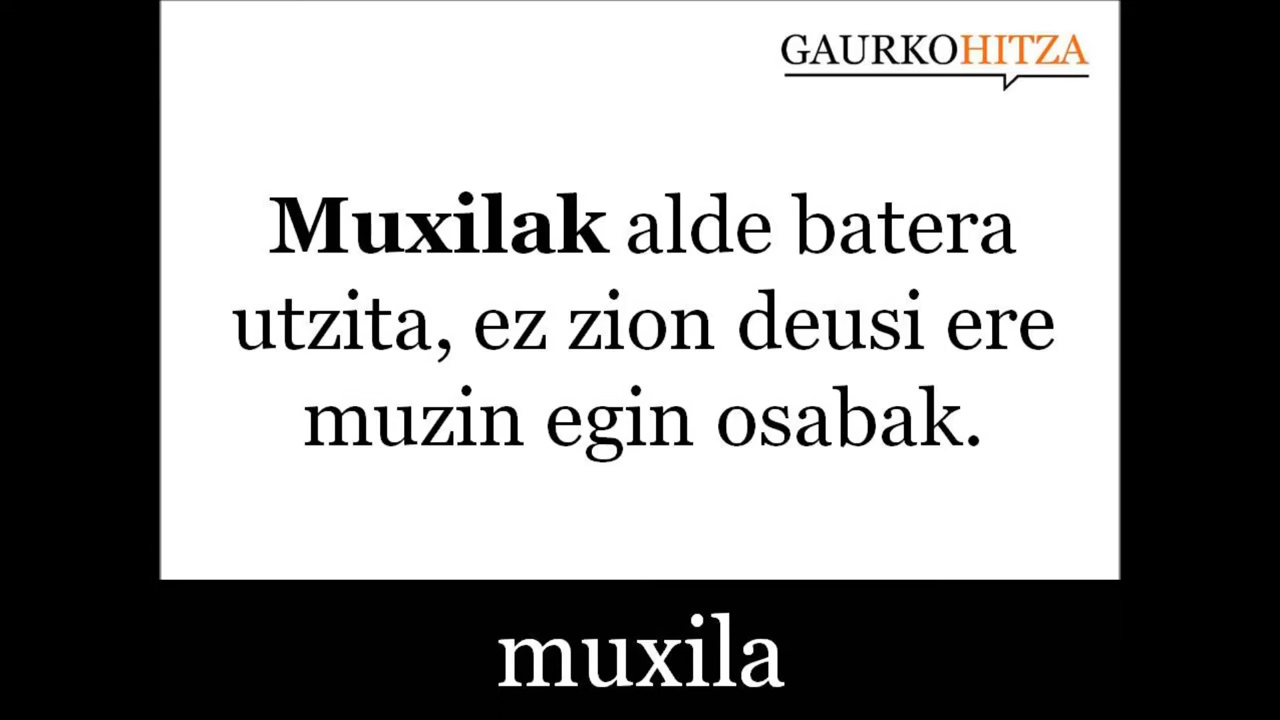 GAURKOHITZA
Muxilak alde batera
utzita, ez zion deusi ere
muzin egin osabak.
muxila